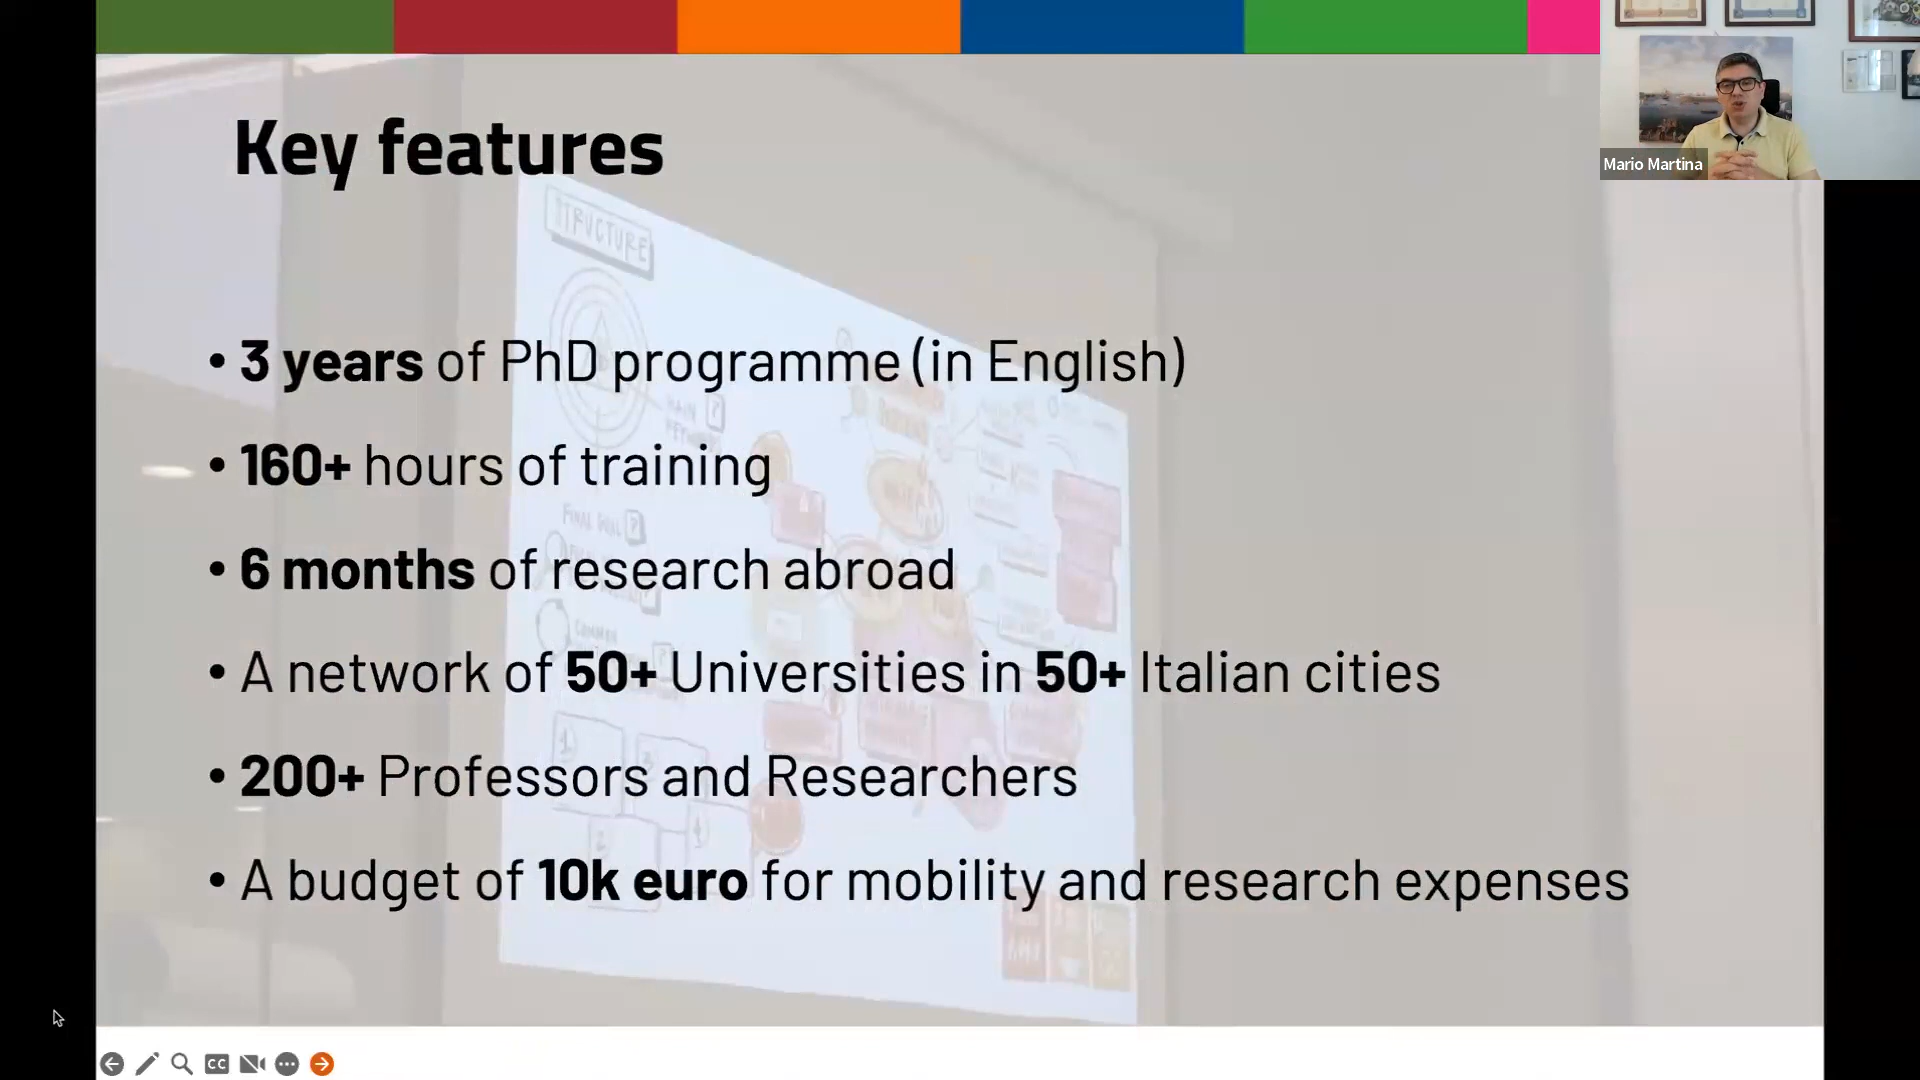 Key features
Mario Martina
STRUCTURE
• 3 years of PhD programme (in English)
• 160+ hours of training
• 6 months of research abroad
• A network of 50+ Universities in 50+ Italian cities
• 200+ Professors and Researchers
• A budget of 10k euro for mobility and research expenses
CC